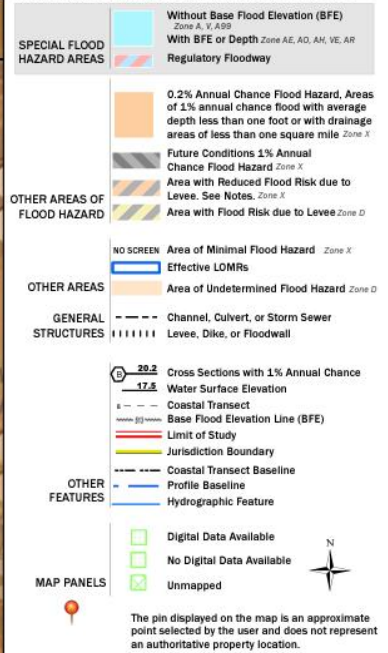 Without Base Flood Elevation (BFE)
Zone A, V, A99
SPECIAL FLOOD
HAZARD AREAS
With BFE or Depth Zone AE, AO, AH, VE, AR
Regulatory Floodway
0.2% Annual Chance Flood Hazard, Areas
of 1% annual chance flood with average
depth less than one foot or with drainage
areas of less than one square mile Zone X
Future Conditions 1% Annual
Chance Flood Hazard Zone X
Area with Reduced Flood Risk due to
Levee. See Notes. Zone X
OTHER AREAS OF
FLOOD HAZARD
Area with Flood Risk due to Levee Zone D
NO SCREEN Area of Minimal Flood Hazard Zone X
Effective LOMRs
OTHER AREAS
Area of Undetermined Flood Hazard Zone D
GENERAL
STRUCTURES
Channel, Culvert, or Storm Sewer
Levee, Dike, or Floodwall
B 20.2 Cross Sections with 1% Annual Chance
17.5 Water Surface Elevation
8 Coastal Transect
513 Base Flood Elevation Line (BFE)
Limit of Study
Jurisdiction Boundary
Coastal Transect Baseline
OTHER
FEATURES
Profile Baseline
Hydrographic Feature
Digital Data Available
No Digital Data Available
MAP PANELS
Unmapped
N
The pin displayed on the map is an approximate
point selected by the user and does not represent
an authoritative property location.